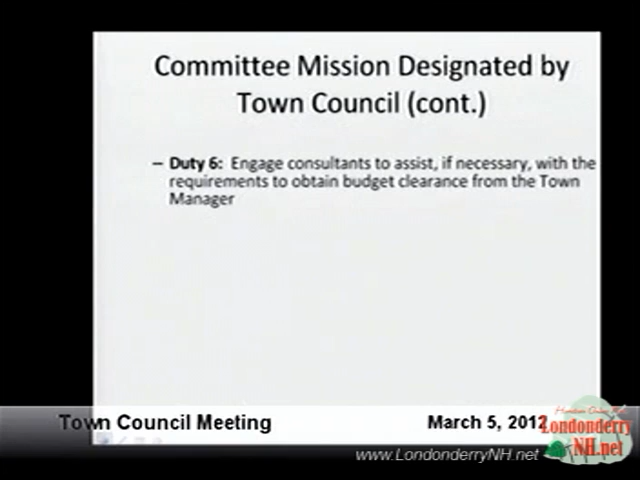 Committee Mission Designated by
Town Council (cont.)
– Duty 6: Engage consultants to assist, if necessary, with the
requirements to obtain budget clearance from the Town
Manager
Town Council Meeting
March 5, 2012
Londonderry
NH.net
www.LondonderryNH.net